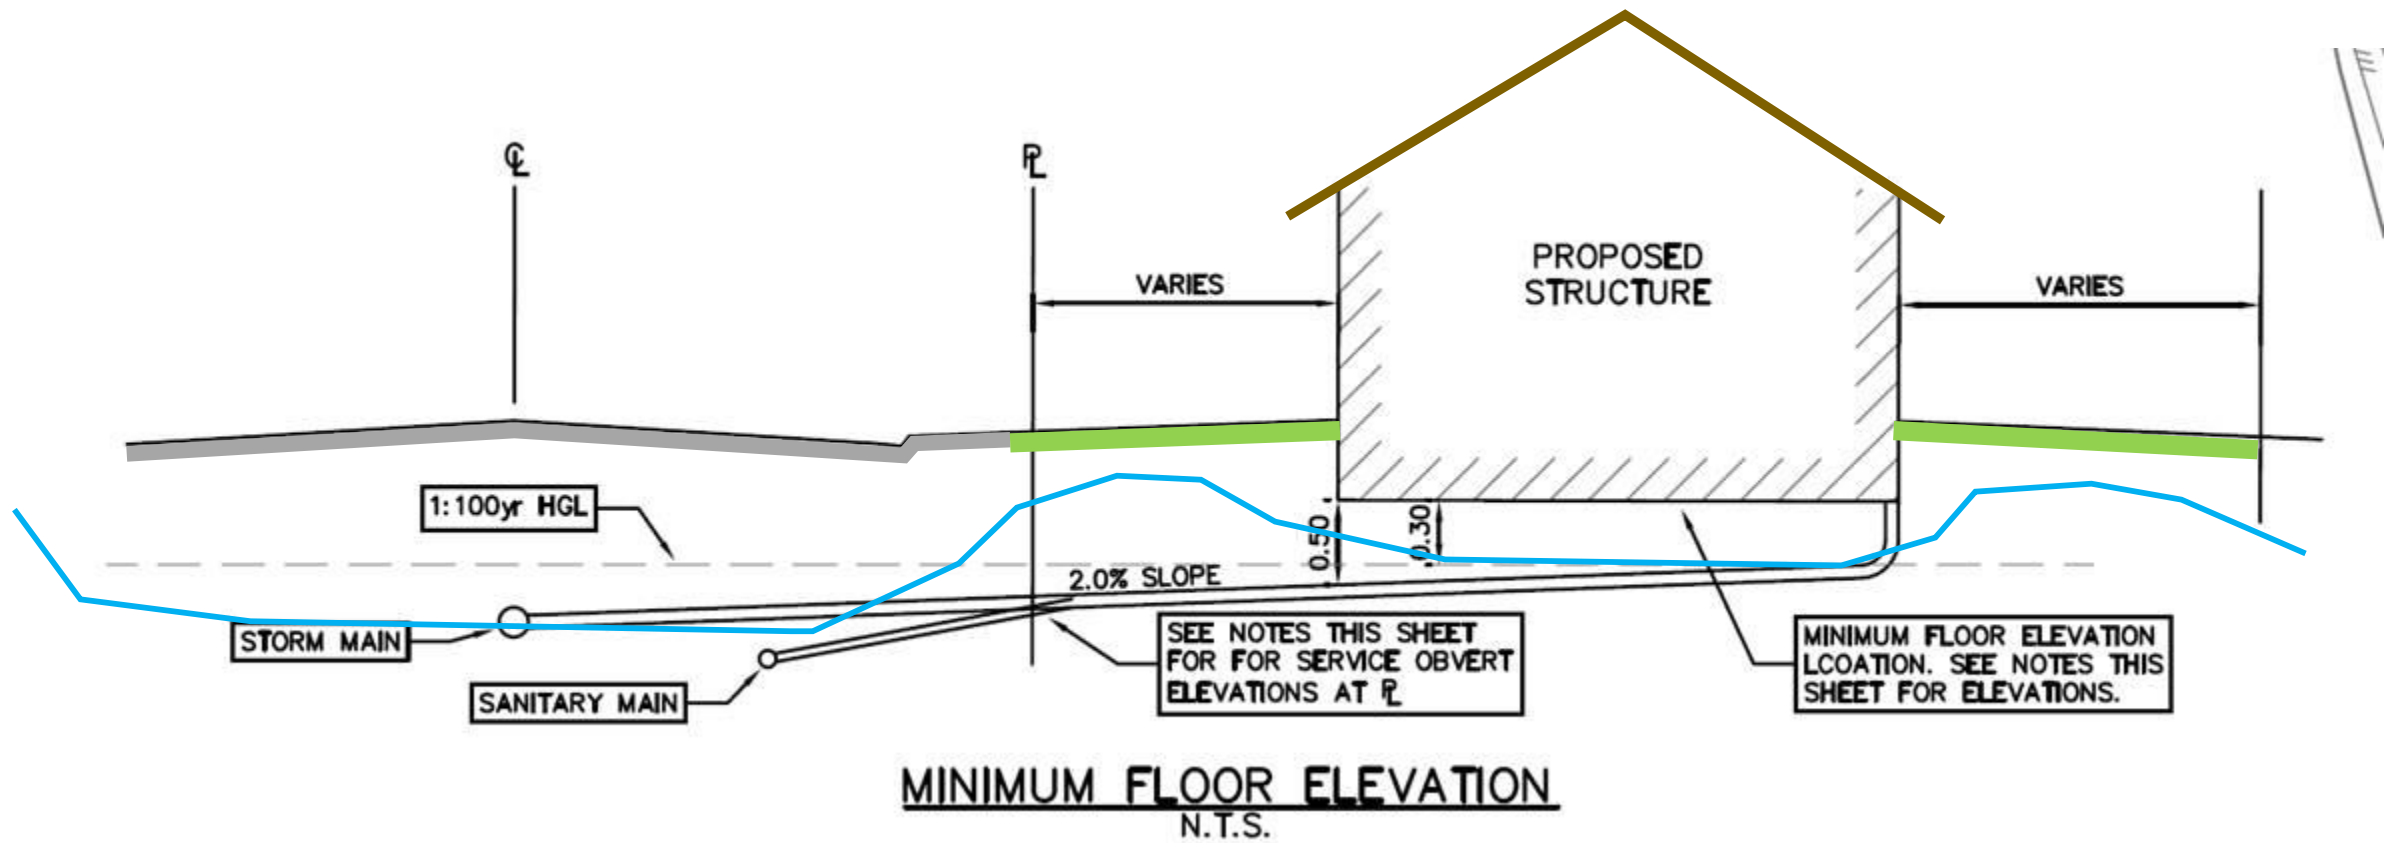 ℄
PL
VARIES
PROPOSED
STRUCTURE
VARIES
1:100yr HGL
0.50
0.30
2.0% SLOPE
STORM MAIN
SANITARY MAIN
SEE NOTES THIS SHEET
FOR FOR SERVICE OBVERT
ELEVATIONS AT PL
MINIMUM FLOOR ELEVATION
LCOATION. SEE NOTES THIS
SHEET FOR ELEVATIONS.
MINIMUM FLOOR ELEVATION
N.T.S.